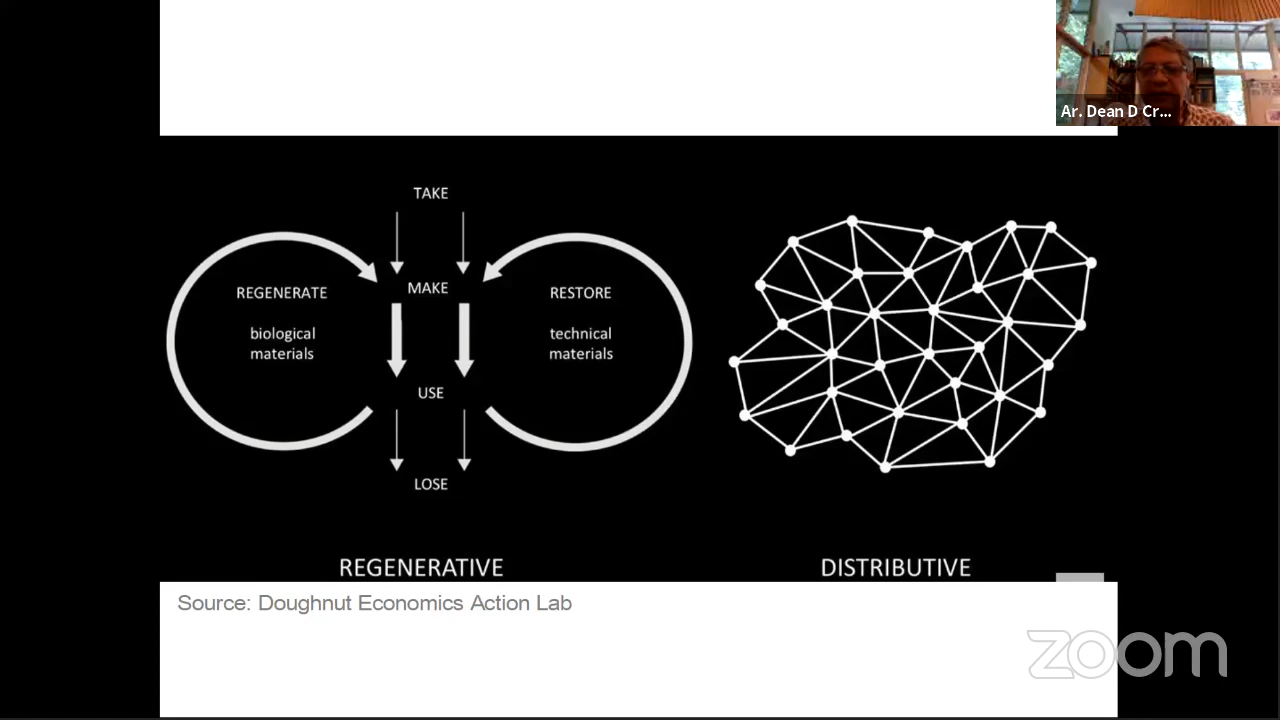 Ar. Dean D Cr...
TAKE
MAKE
REGENERATE
biological
materials
RESTORE
technical
materials
USE
LOSE
REGENERATIVE
DISTRIBUTIVE
Source: Doughnut Economics Action Lab
zoom